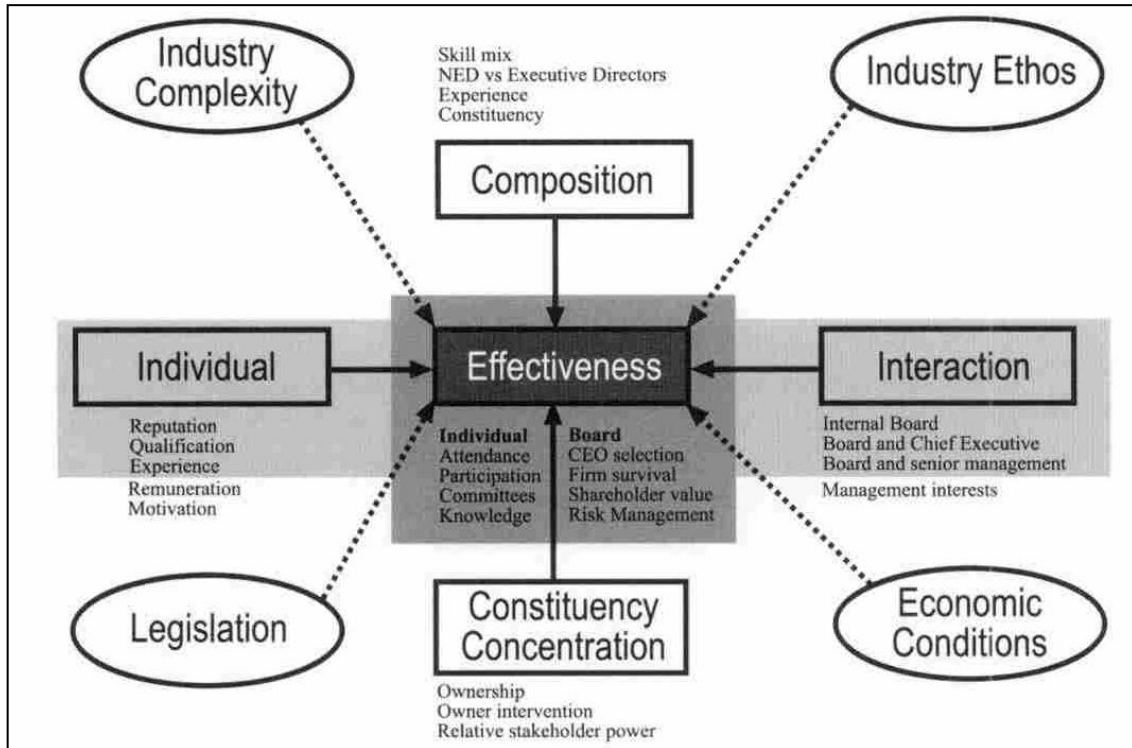 Industry
Complexity
Skill mix
NED vs Executive Directors
Experience
Constituency
Industry Ethos
Composition
Individual
Effectiveness
Interaction
Reputation
Qualification
Experience
Remuneration
Motivation
Individual
Attendance
Participation
Committees
Knowledge
Board
CEO selection
Firm survival
Shareholder value
Risk Management
Internal Board
Board and Chief Executive
Board and senior management
Management interests
Legislation
Constituency
Concentration
Economic
Conditions
Ownership
Owner intervention
Relative stakeholder power